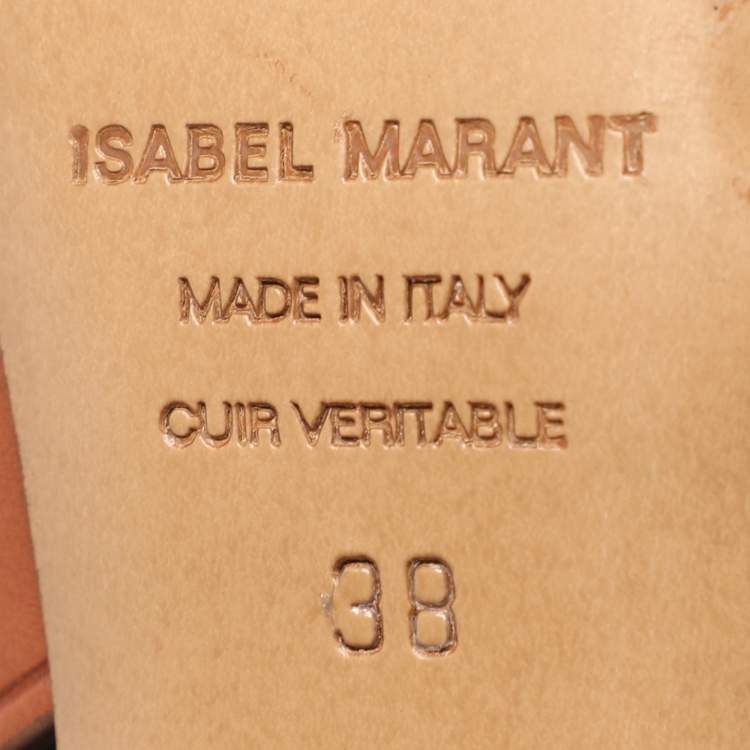 ISABEL MARANT
MADE IN ITALY
CUIR VERITABLE
38